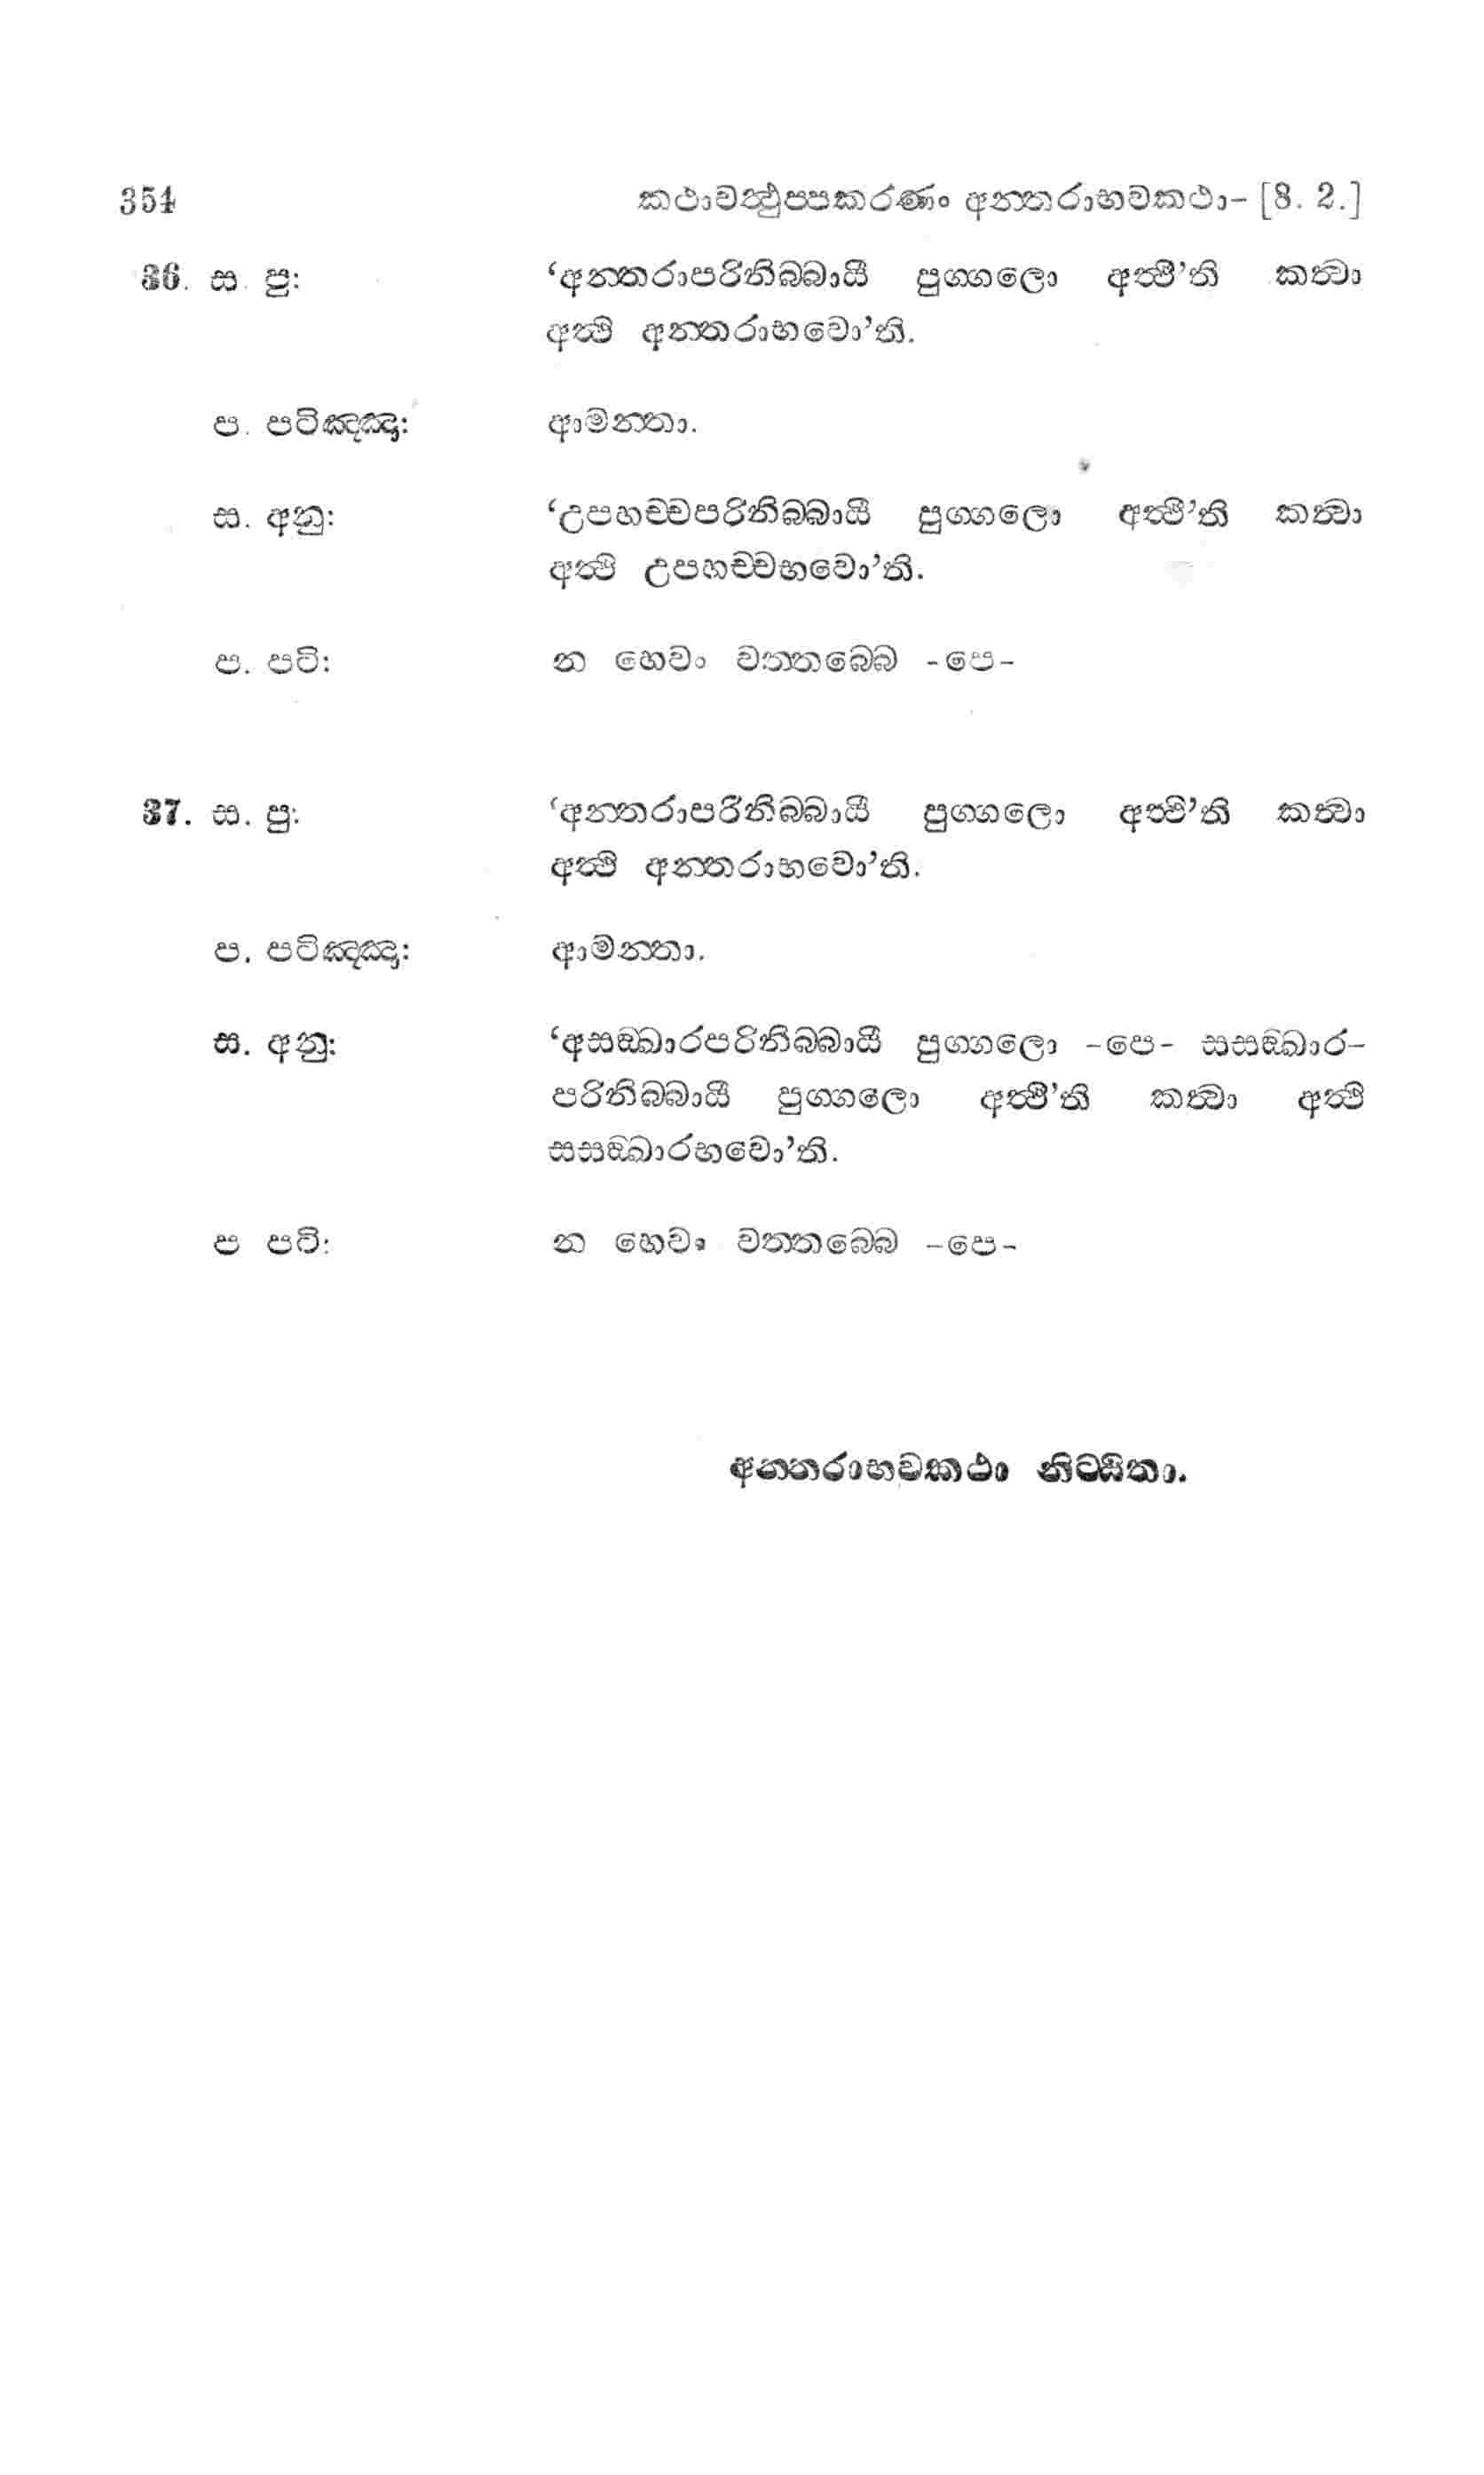 354 කථාවත්ථුප්පකරණං අන්තරාභවකථා- [8. 2.]
36. ස. පු: ‘අන්තරාපරිනිබ්බායී පුග්ගලො අත්ථී’ති කත්වා
අත්ථි අන්තරාභවො’ති.
ප. පටිඤ්ඤා: ආමන්තා.
ස. අනු: ‘උපහච්චපරිනිබ්බායී පුග්ගලො අත්ථී’ති කත්වා
අත්ථි උපහච්චභවො’ති.
ප. පටි: න හෙවං වත්තබ්බෙ -පෙ-
37. ස. පු: ‘අන්තරාපරිනිබ්බායී පුග්ගලො අත්ථි’ති කත්වා
අත්ථි අන්තරාභවො’ති.
ප. පටිඤ්ඤා: ආමන්තා.
ස. අනු: ‘අසඞ්ඛාරපරිනිබ්බායී පුග්ගලො -පෙ- සසඞ්ඛාර-
පරිනිබ්බායී පුග්ගලො අත්ථී’ති කත්වා අත්ථි
සසඞ්ඛාරභවො’ති.
ප පටි: න හෙවං වත්තබ්බෙ -පෙ-
අන්තරාභවකථා නිට්ඨිතා.